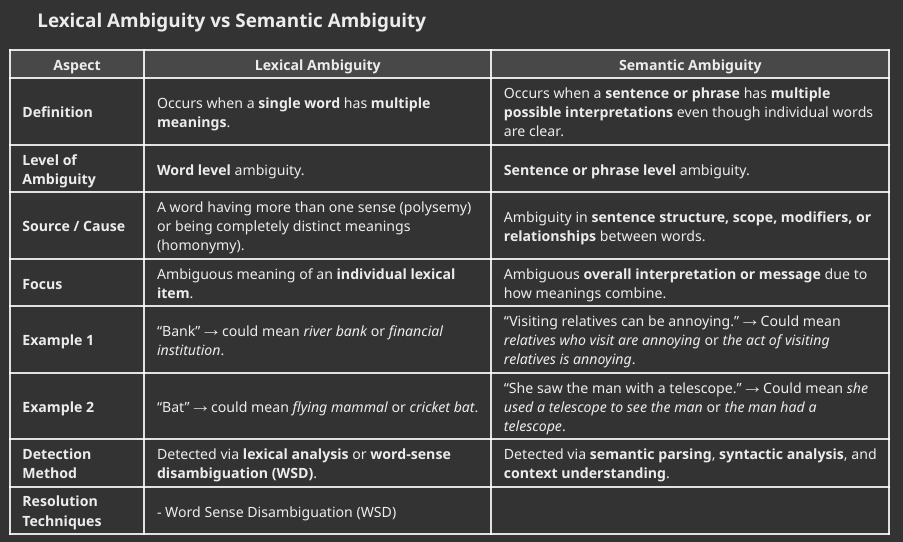 Lexical Ambiguity vs Semantic Ambiguity
Aspect
Lexical Ambiguity
Semantic Ambiguity
Definition
Occurs when a single word has multiple
meanings.
Occurs when a sentence or phrase has multiple
possible interpretations even though individual words
are clear.
Level of
Ambiguity
Word level ambiguity.
Sentence or phrase level ambiguity.
Source / Cause
A word having more than one sense (polysemy)
or being completely distinct meanings
(homonymy).
Ambiguity in sentence structure, scope, modifiers, or
relationships between words.
Focus
Ambiguous meaning of an individual lexical
item.
Ambiguous overall interpretation or message due to
how meanings combine.
Example 1
“Bank” → could mean river bank or financial
institution.
“Visiting relatives can be annoying.” → Could mean
relatives who visit are annoying or the act of visiting
relatives is annoying.
Example 2
“Bat” → could mean flying mammal or cricket bat.
“She saw the man with a telescope.” → Could mean she
used a telescope to see the man or the man had a
telescope.
Detection
Method
Detected via lexical analysis or word-sense
disambiguation (WSD).
Detected via semantic parsing, syntactic analysis, and
context understanding.
Resolution
Techniques
- Word Sense Disambiguation (WSD)